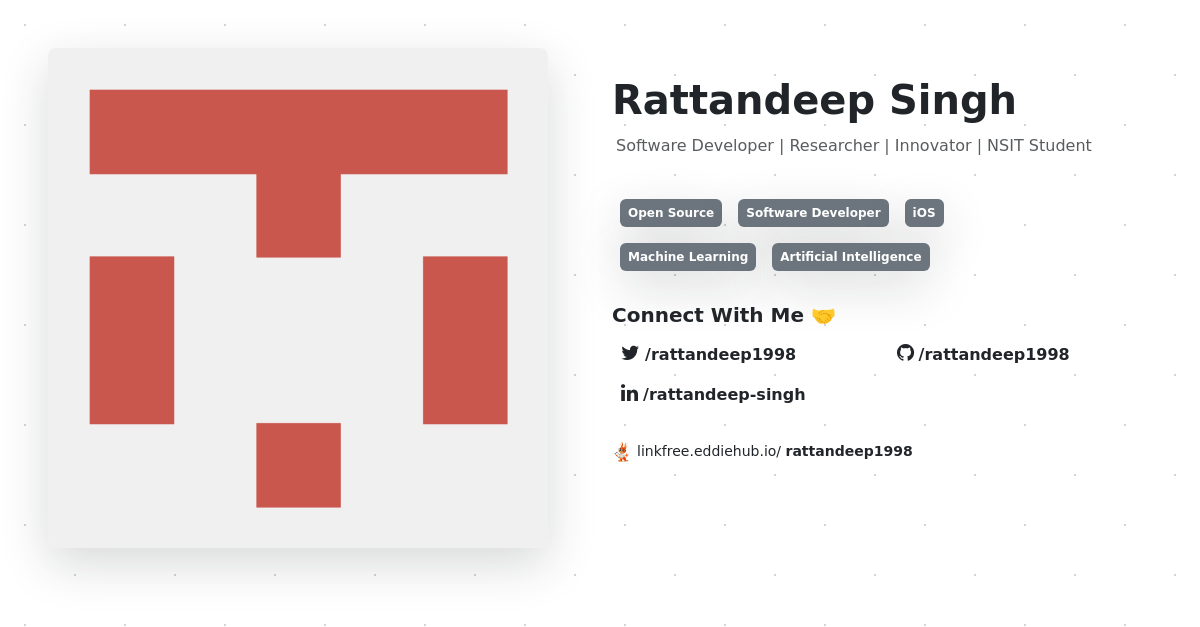 Rattandeep Singh
Software Developer | Researcher | Innovator | NSIT Student
Open Source Software Developer iOS
Machine Learning Artificial Intelligence
Connect With Me 🤝
/rattandeep1998 /rattandeep1998
/rattandeep-singh
linkfree.eddiehub.io/ rattandeep1998